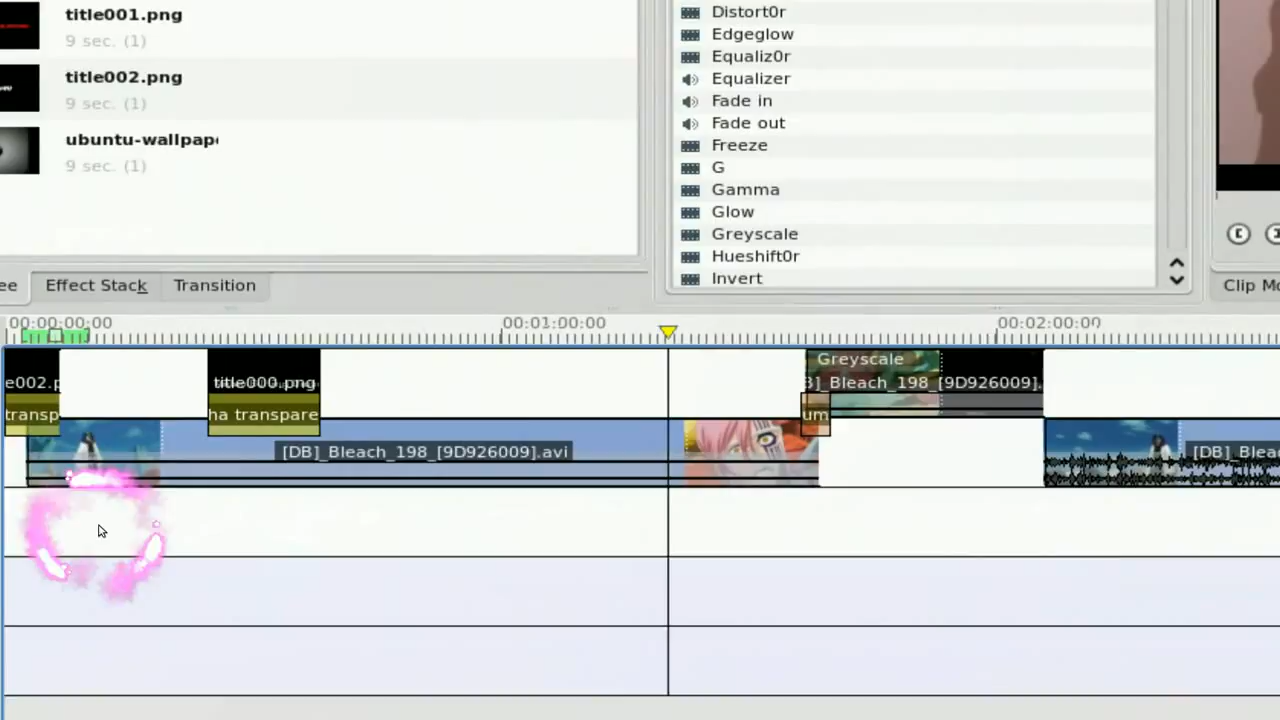 title001.png
9 sec. (1)
title002.png
9 sec. (1)
ubuntu-wallpap
9 sec. (1)
ee
Effect Stack
Transition
Distort0r
Edgeglow
Equaliz0r
Equalizer
Fade in
Fade out
Freeze
G
Gamma
Glow
Greyscale
Hueshift0r
Invert
Clip Mo
00:00:00:00
00:01:00:00
00:02:00:00
e002.p
title000.png
Greyscale
B]_Bleach_198_[9D926009].
transp
ha transpare
um
[DB]_Bleach_198_[9D926009].avi
[DB]_Bleac